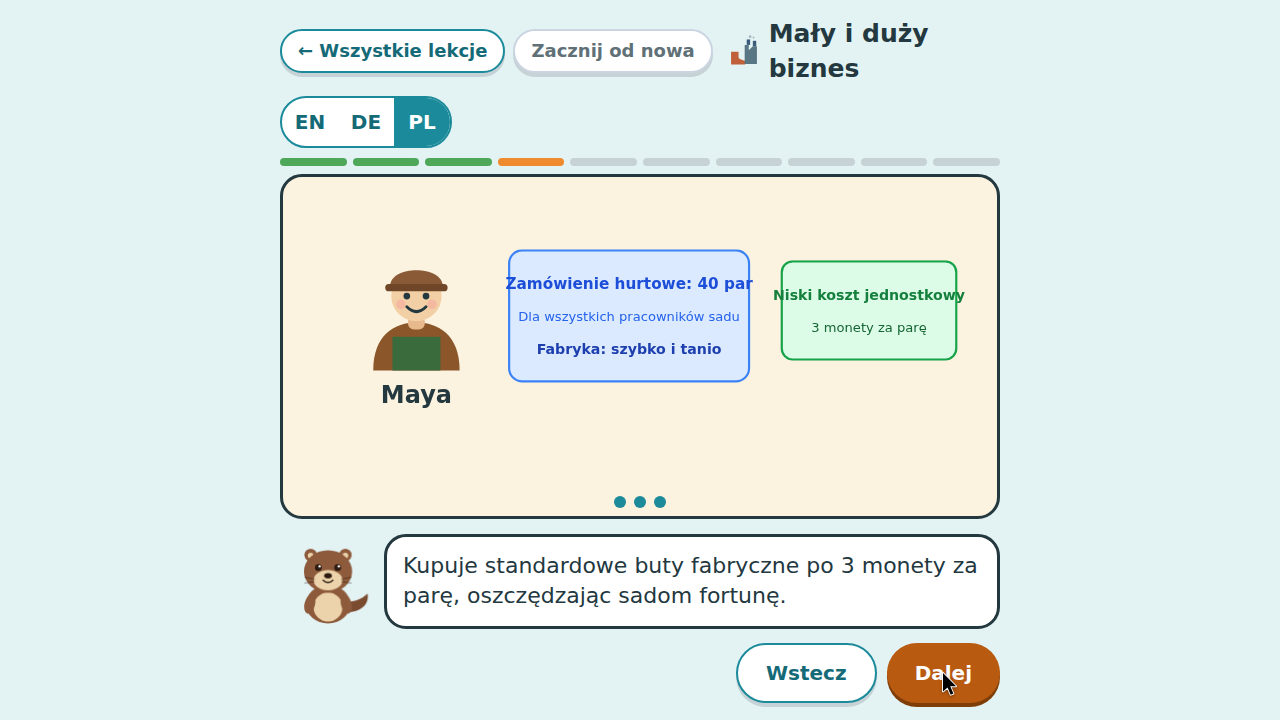 ← Wszystkie lekcje
Zacznij od nowa
Mały i duży
biznes
EN DE PL
Zamówienie hurtowe: 40 par
Dla wszystkich pracowników sadu
Fabryka: szybko i tanio
Niski koszt jednostkowy
3 monety za parę
Maya
Kupuje standardowe buty fabryczne po 3 monety za
parę, oszczędzając sadom fortunę.
Wstecz
Dalej